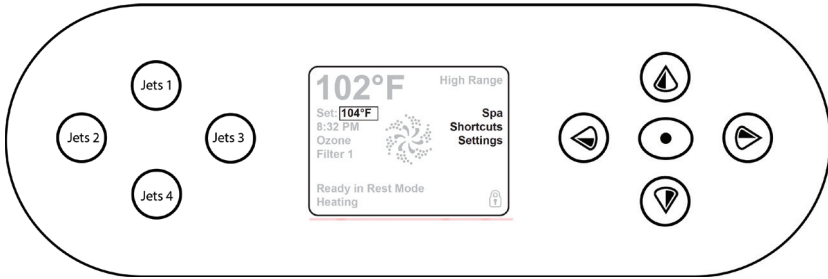 Jets 1
Jets 2
Jets 3
Jets 4
102°F
High Range
Set: 104°F
8:32 PM
Ozone
Filter 1
Spa
Shortcuts
Settings
Ready in Rest Mode
Heating